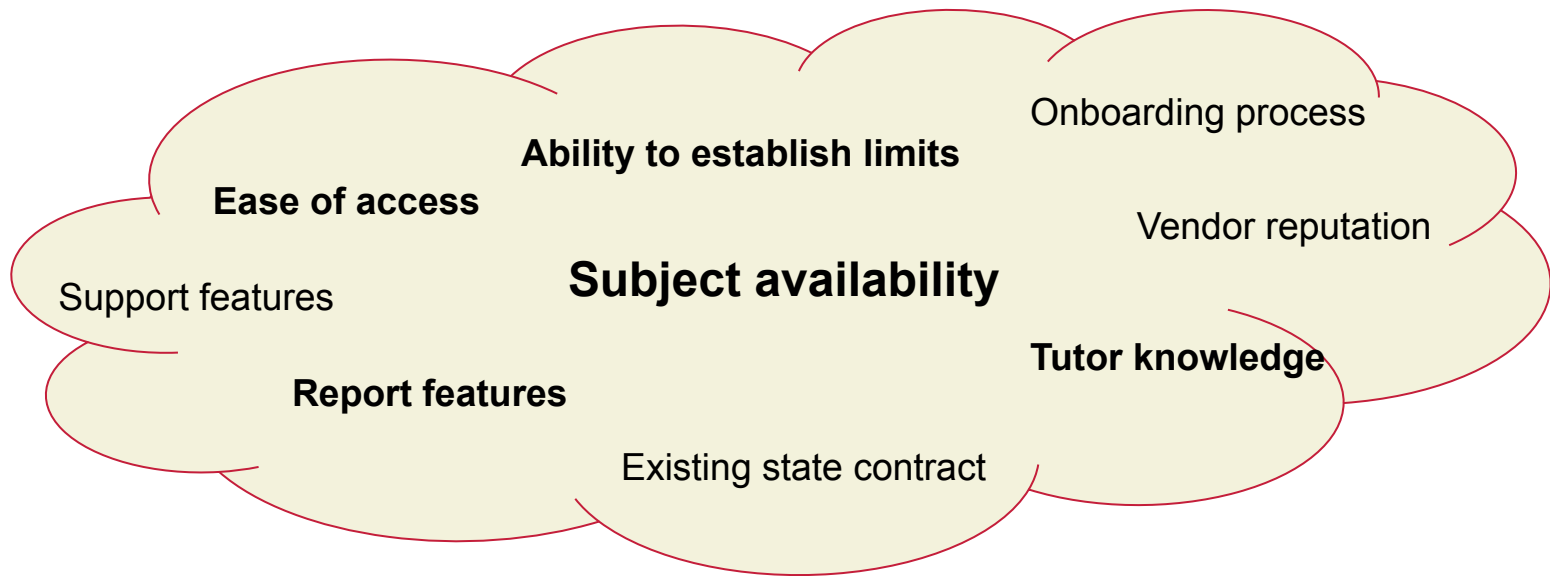 Onboarding process
Ability to establish limits
Ease of access
Vendor reputation
Subject availability
Support features
Tutor knowledge
Report features
Existing state contract